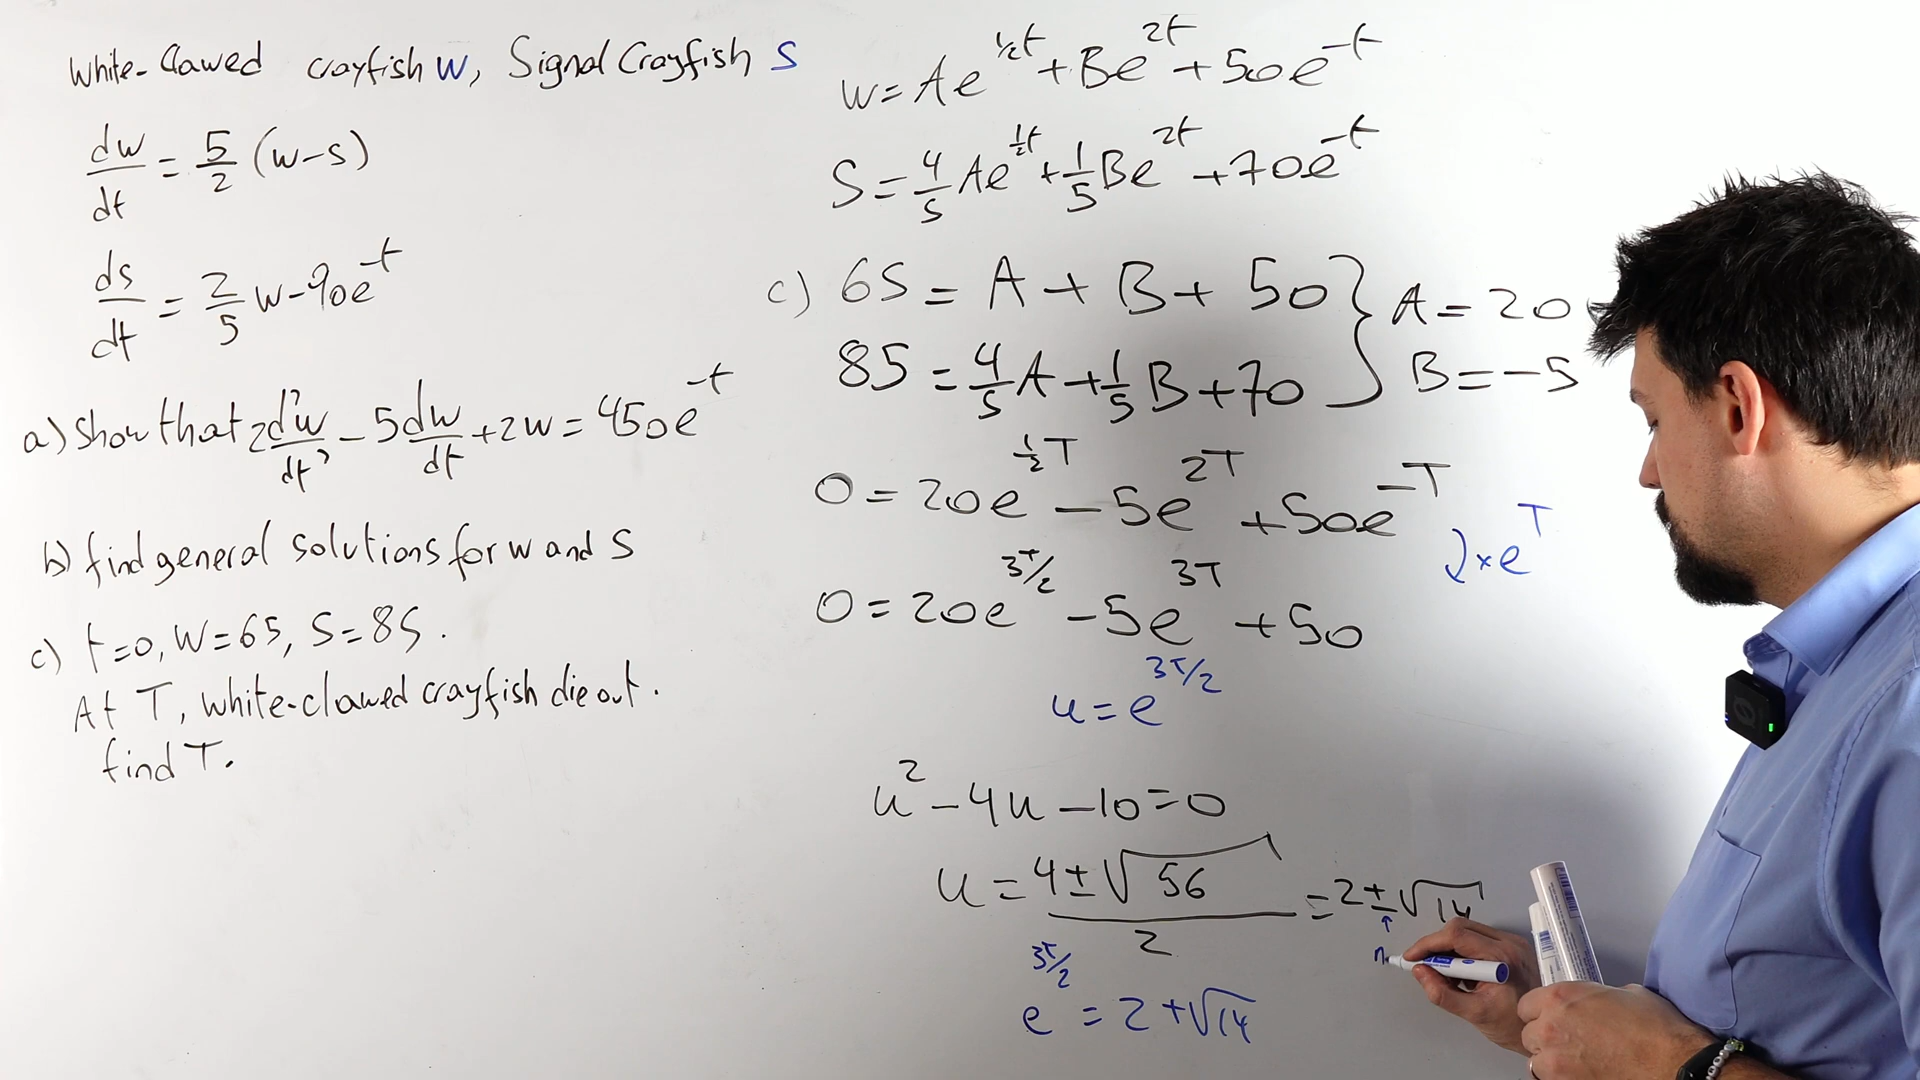 White-Clawed crayfish w, Signal Crayfish S
dw/dt = 5/2 (w-s)
ds/dt = 2/5 w - 90e^-t
a) Show that 2 d²w/dt² - 5 dw/dt + 2w = 450e^-t
b) find general solutions for w and S
c) t=0, W=65, S=85.
At T, white-clawed crayfish die out.
find T.
w = Ae^½t + Be^2t + 50e^-t
S = 4/5 Ae^½t + 1/5 Be^2t + 70e^-t
c) 65 = A + B + 50 } A = 20
85 = 4/5 A + 1/5 B + 70 } B = -5
0 = 20e^½T - 5e^2T + 50e^-T
× e^T
0 = 20e^3T/2 - 5e^3T + 50
u = e^3T/2
u² - 4u - 10 = 0
u = (4 ± √56)/2 = 2 ± √14
e^3T/2 = 2 + √14